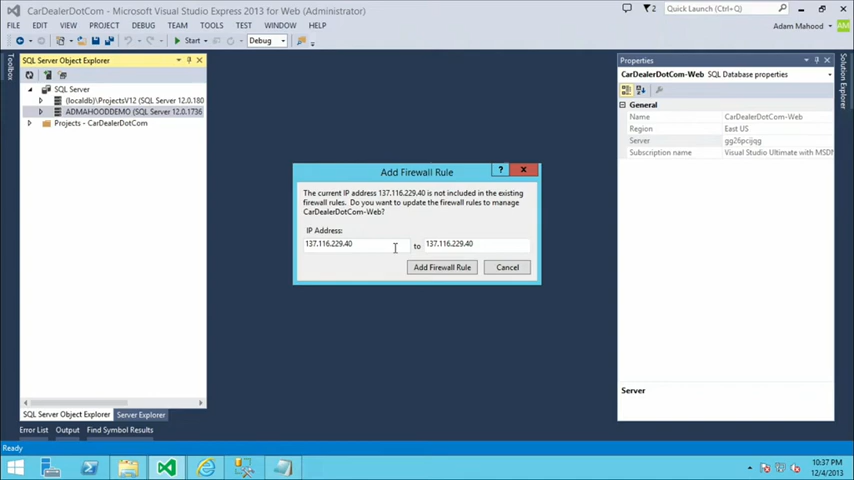 CarDealerDotCom - Microsoft Visual Studio Express 2013 for Web (Administrator)
2
Quick Launch (Ctrl+Q)
FILE EDIT VIEW PROJECT DEBUG TEAM TOOLS TEST WINDOW HELP
Adam Mahood
AM
Start
Debug
Toolbox
SQL Server Object Explorer
SQL Server
(localdb)\ProjectsV12 (SQL Server 12.0.180
ADMAHOODDEMO (SQL Server 12.0.1736
Projects - CarDealerDotCom
Add Firewall Rule
The current IP address 137.116.229.40 is not included in the existing
firewall rules. Do you want to update the firewall rules to manage
CarDealerDotCom-Web?
IP Address:
137.116.229.40 to 137.116.229.40
Add Firewall Rule Cancel
Properties
CarDealerDotCom-Web SQL Database properties
General
Name CarDealerDotCom-Web
Region East US
Server gg26pcijqg
Subscription name Visual Studio Ultimate with MSDN
Server
Solution Explorer
SQL Server Object Explorer Server Explorer
Error List Output Find Symbol Results
Ready
10:37 PM
12/4/2013